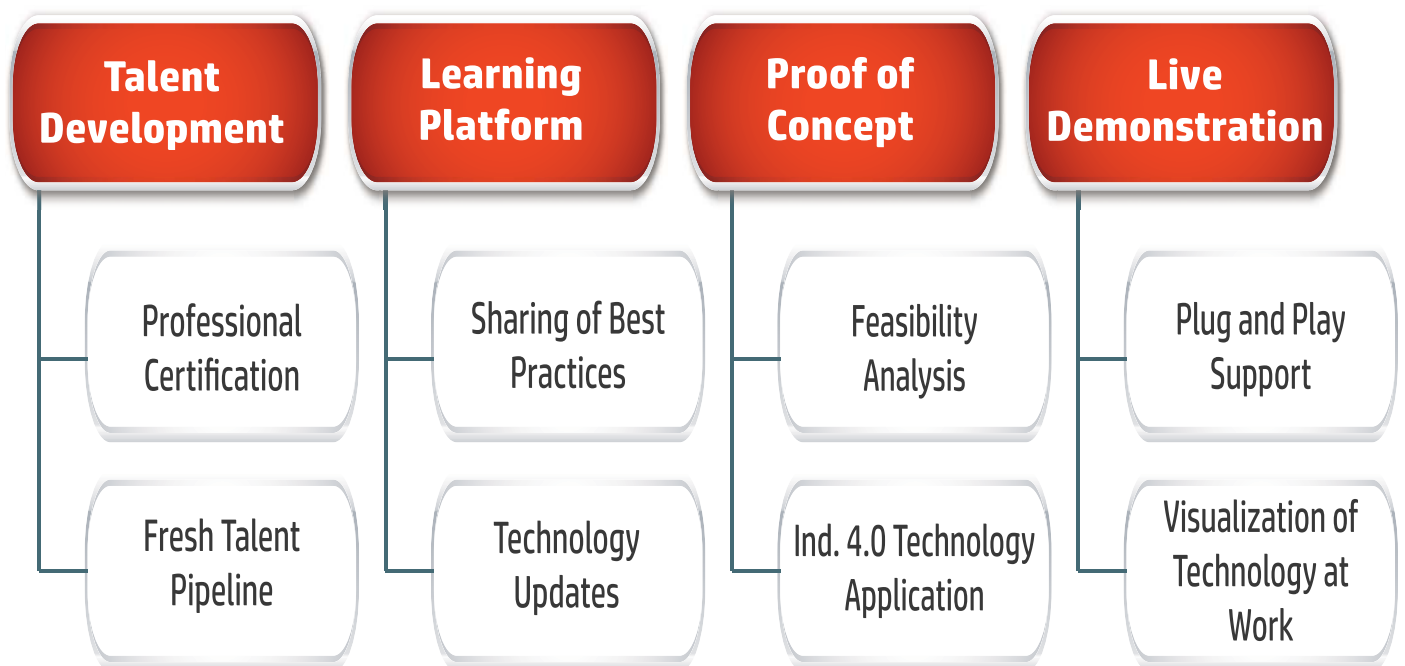 Talent
Development
Learning
Platform
Proof of
Concept
Live
Demonstration
Professional
Certification
Sharing of Best
Practices
Feasibility
Analysis
Plug and Play
Support
Fresh Talent
Pipeline
Technology
Updates
Ind. 4.0 Technology
Application
Visualization of
Technology at
Work